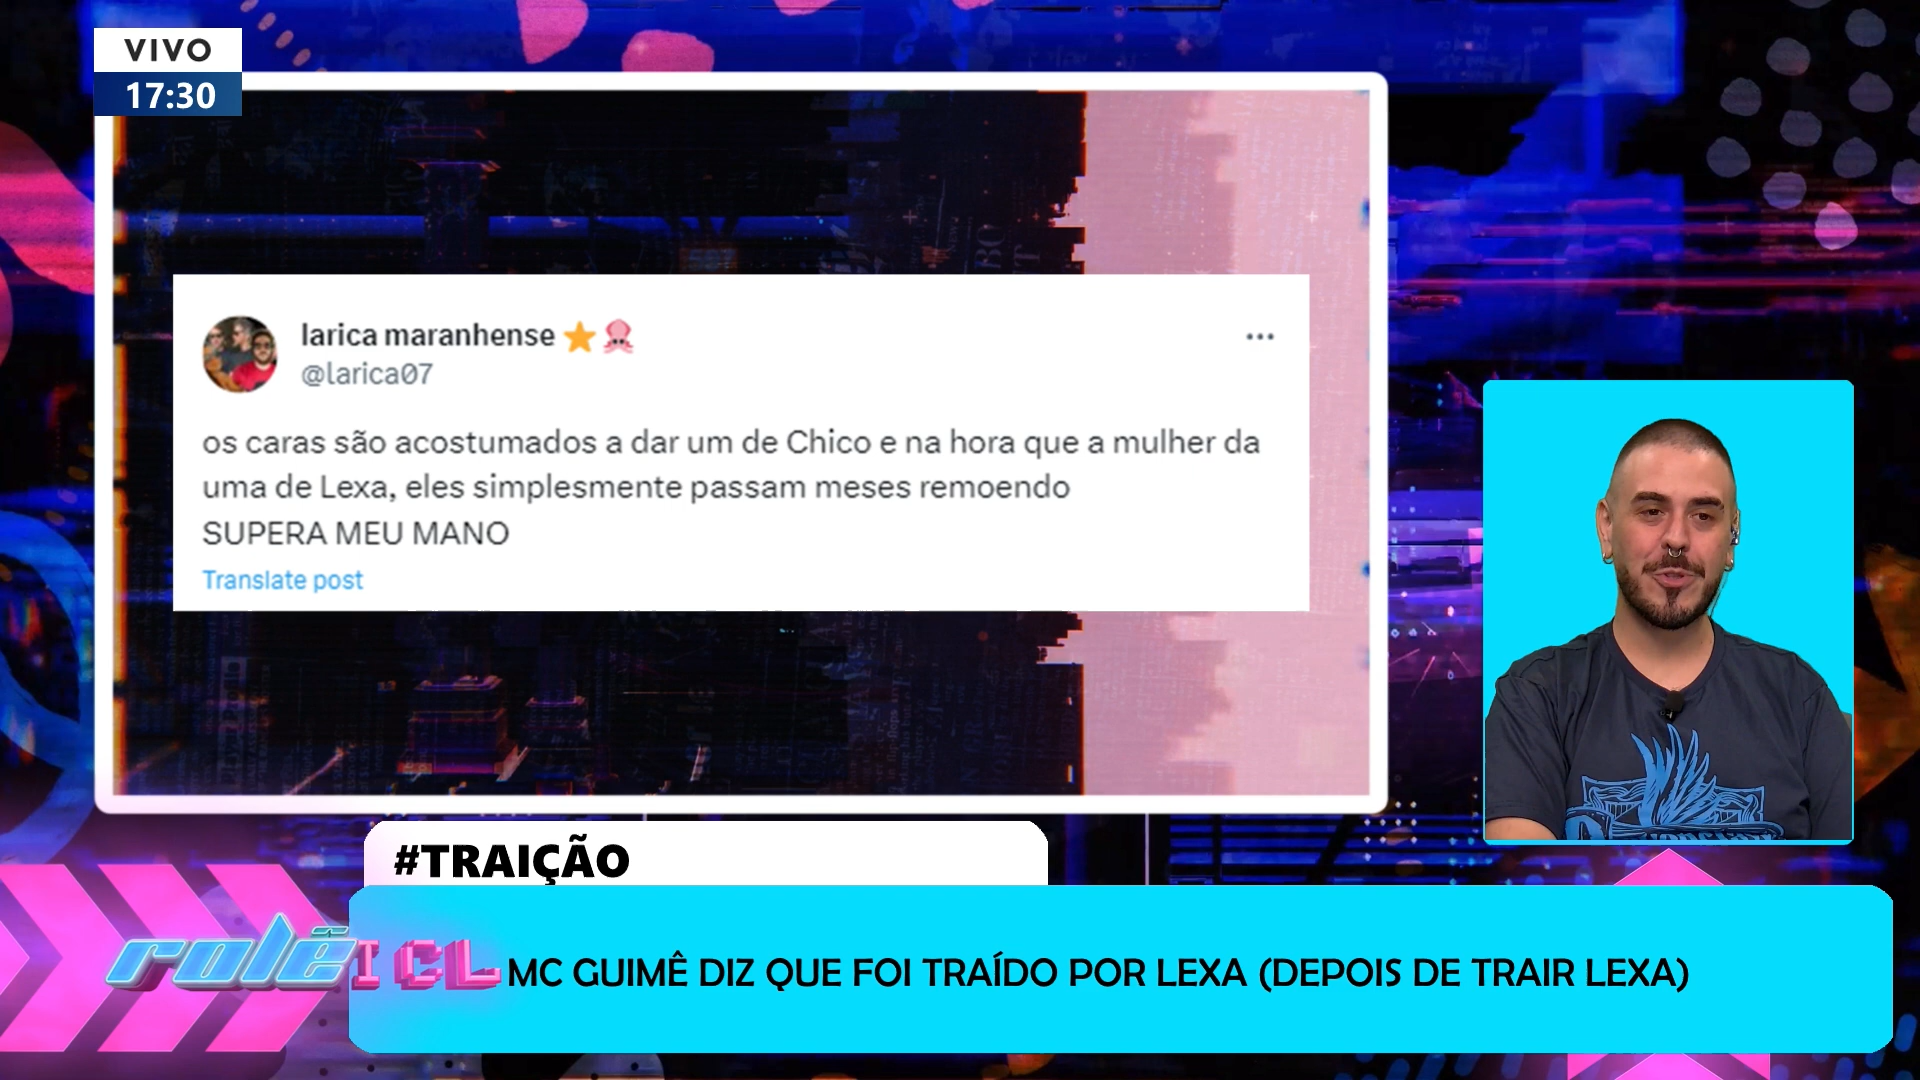 VIVO
17:30
larica maranhense
@larica07
os caras são acostumados a dar um de Chico e na hora que a mulher da
uma de Lexa, eles simplesmente passam meses remoendo
SUPERA MEU MANO
Translate post
#TRAIÇÃO
rolê ICL
MC GUIMÊ DIZ QUE FOI TRAÍDO POR LEXA (DEPOIS DE TRAIR LEXA)